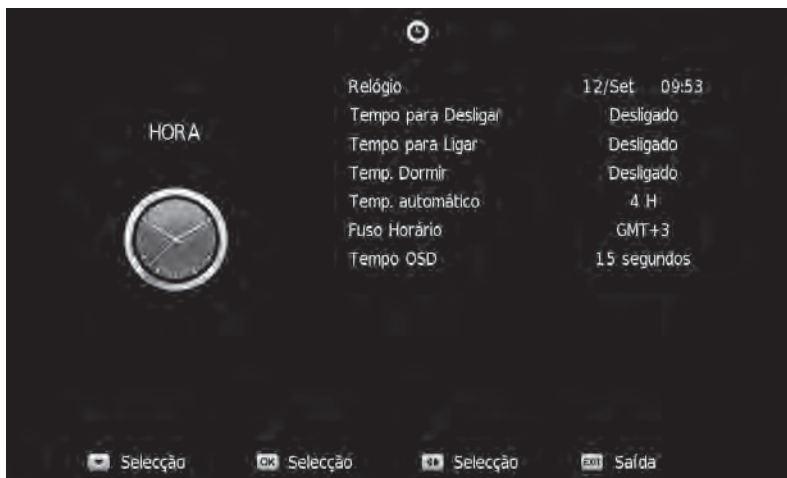 HORA
Relógio 12/Set 09:53
Tempo para Desligar Desligado
Tempo para Ligar Desligado
Temp. Dormir Desligado
Temp. automático 4 H
Fuso Horário GMT+3
Tempo OSD 15 segundos
Selecção OK Selecção Selecção EXIT Saída